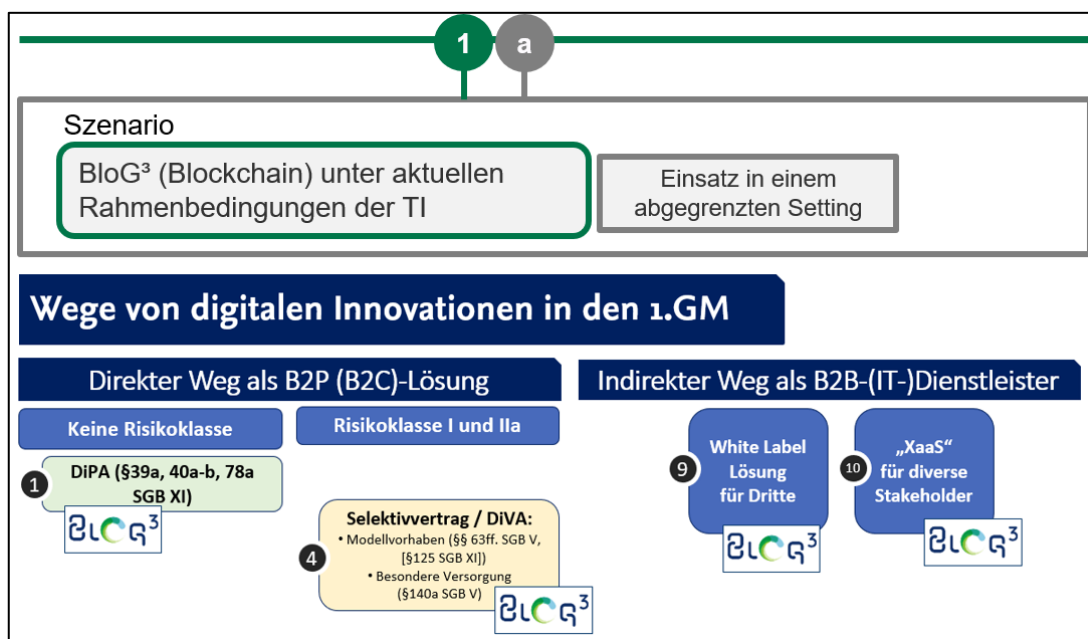 1 a
Szenario
BloG³ (Blockchain) unter aktuellen
Rahmenbedingungen der TI
Einsatz in einem
abgegrenzten Setting
Wege von digitalen Innovationen in den 1.GM
Direkter Weg als B2P (B2C)-Lösung
Keine Risikoklasse
1
DiPA (§39a, 40a-b, 78a
SGB XI)
BLOG³
Risikoklasse I und IIa
4
Selektivvertrag / DiVA:
• Modellvorhaben (§§ 63ff. SGB V,
[§125 SGB XI])
• Besondere Versorgung
(§140a SGB V)
BLOG³
Indirekter Weg als B2B-(IT-)Dienstleister
9
White Label
Lösung
für Dritte
BLOG³
10
„XaaS“
für diverse
Stakeholder
BLOG³